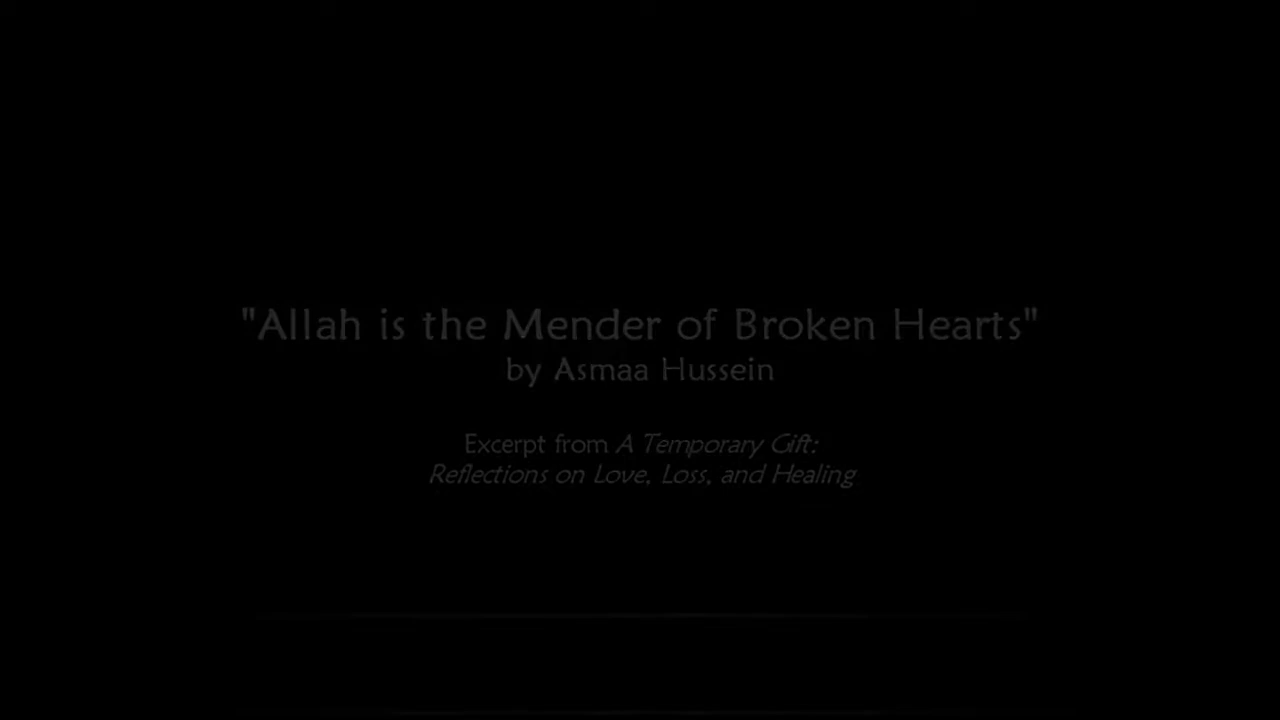 "Allah is the Mender of Broken Hearts"
by Asmaa Hussein
Excerpt from A Temporary Gift:
Reflections on Love, Loss, and Healing